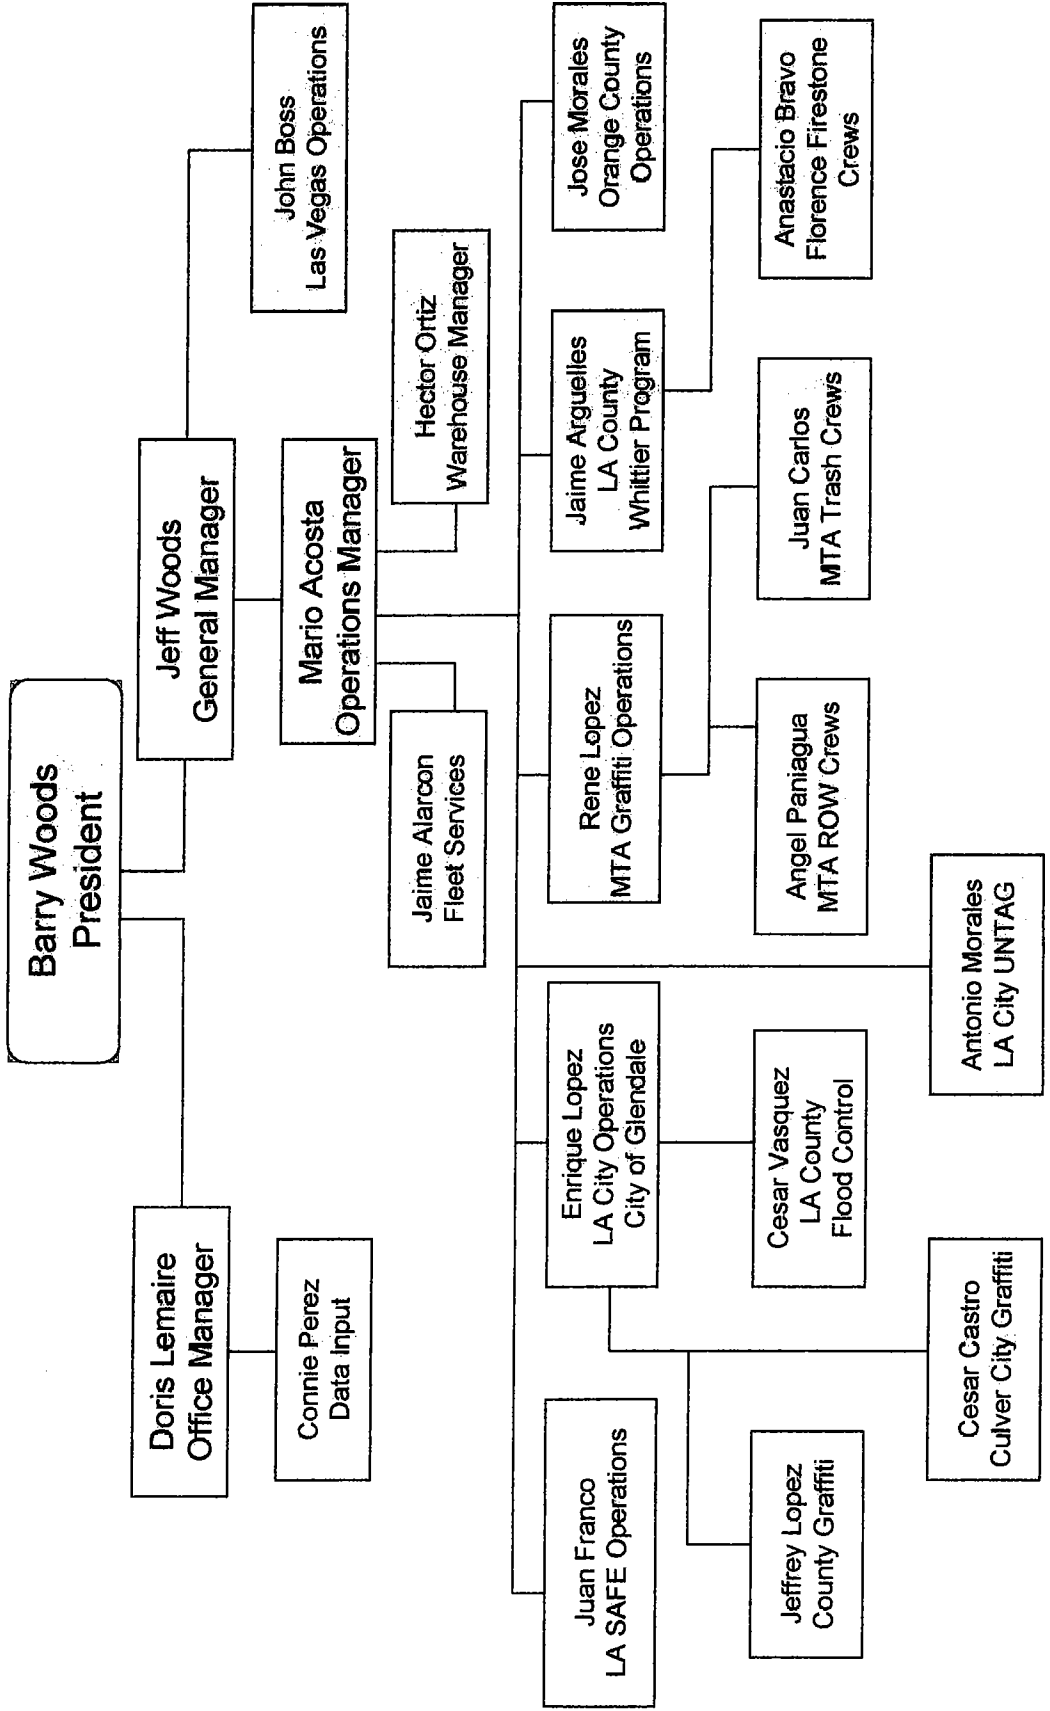 Barry Woods
President
Doris Lemaire
Office Manager
Jeff Woods
General Manager
Connie Perez
Data Input
Mario Acosta
Operations Manager
John Boss
Las Vegas Operations
Jaime Alarcon
Fleet Services
Hector Ortiz
Warehouse Manager
Juan Franco
LA SAFE Operations
Enrique Lopez
LA City Operations
City of Glendale
Rene Lopez
MTA Graffiti Operations
Jaime Arguelles
LA County
Whittier Program
Jose Morales
Orange County
Operations
Jeffrey Lopez
County Graffiti
Cesar Vasquez
LA County
Flood Control
Angel Paniagua
MTA ROW Crews
Juan Carlos
MTA Trash Crews
Anastacio Bravo
Florence Firestone
Crews
Cesar Castro
Culver City Graffiti
Antonio Morales
LA City UNTAG